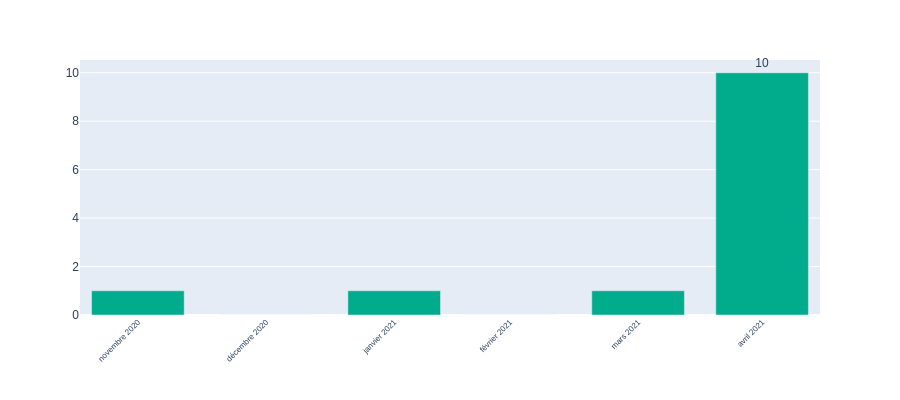 10
10
8
6
4
2
0
novembre 2020
décembre 2020
janvier 2021
février 2021
mars 2021
avril 2021